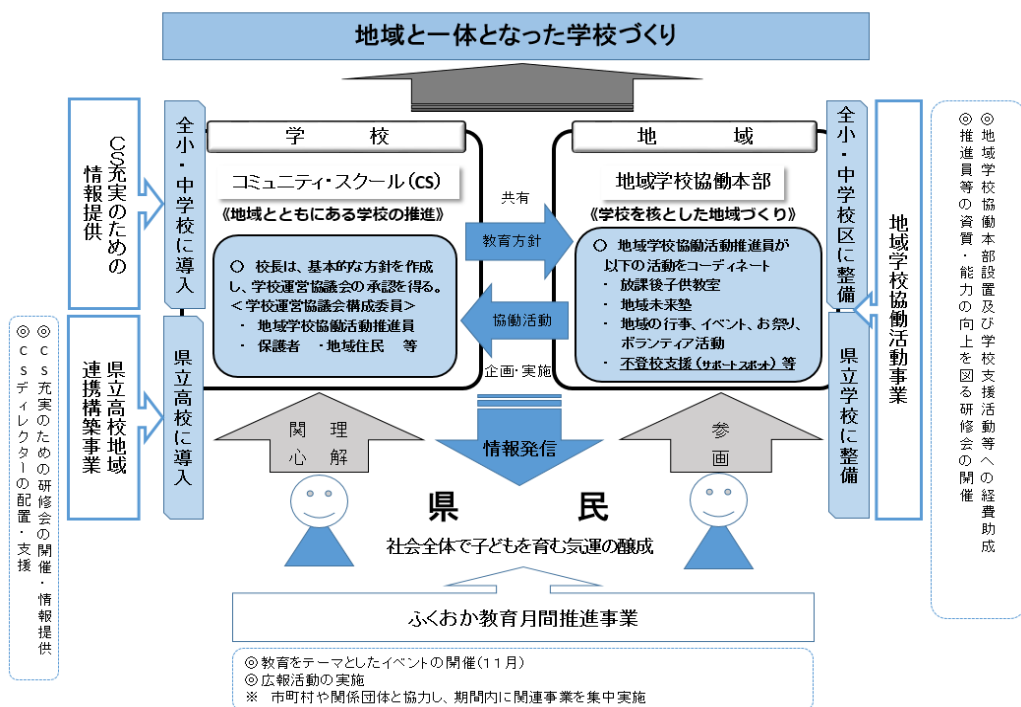 地域と一体となった学校づくり
CS充実のための
情報提供
全小・中学校に導入
学校
コミュニティ・スクール(CS)
《地域とともにある学校の推進》
○ 校長は、基本的な方針を作成
し、学校運営協議会の承認を得る。
<学校運営協議会構成委員>
・ 地域学校協働活動推進員
・ 保護者 ・地域住民 等
共有
教育方針
協働活動
企画・実施
地域
地域学校協働本部
《学校を核とした地域づくり》
○ 地域学校協働活動推進員が
以下の活動をコーディネート
・ 放課後子供教室
・ 地域未来塾
・ 地域の行事、イベント、お祭り、
ボランティア活動
・ 不登校支援(サポートスポット)等
全小・中学校区に整備
県立学校に整備
地域学校協働活動事業
◎地域学校協働本部設置及び学校支援活動等への経費助成
◎推進員等の資質・能力の向上を図る研修会の開催
県立高校地域
連携構築事業
県立高校に導入
◎CS充実のための研修会の開催・情報提供
◎CSディレクターの配置・支援
関心
理解
情報発信
参画
県民
社会全体で子どもを育む気運の醸成
ふくおか教育月間推進事業
◎教育をテーマとしたイベントの開催(11月)
◎広報活動の実施
※ 市町村や関係団体と協力し、期間内に関連事業を集中実施